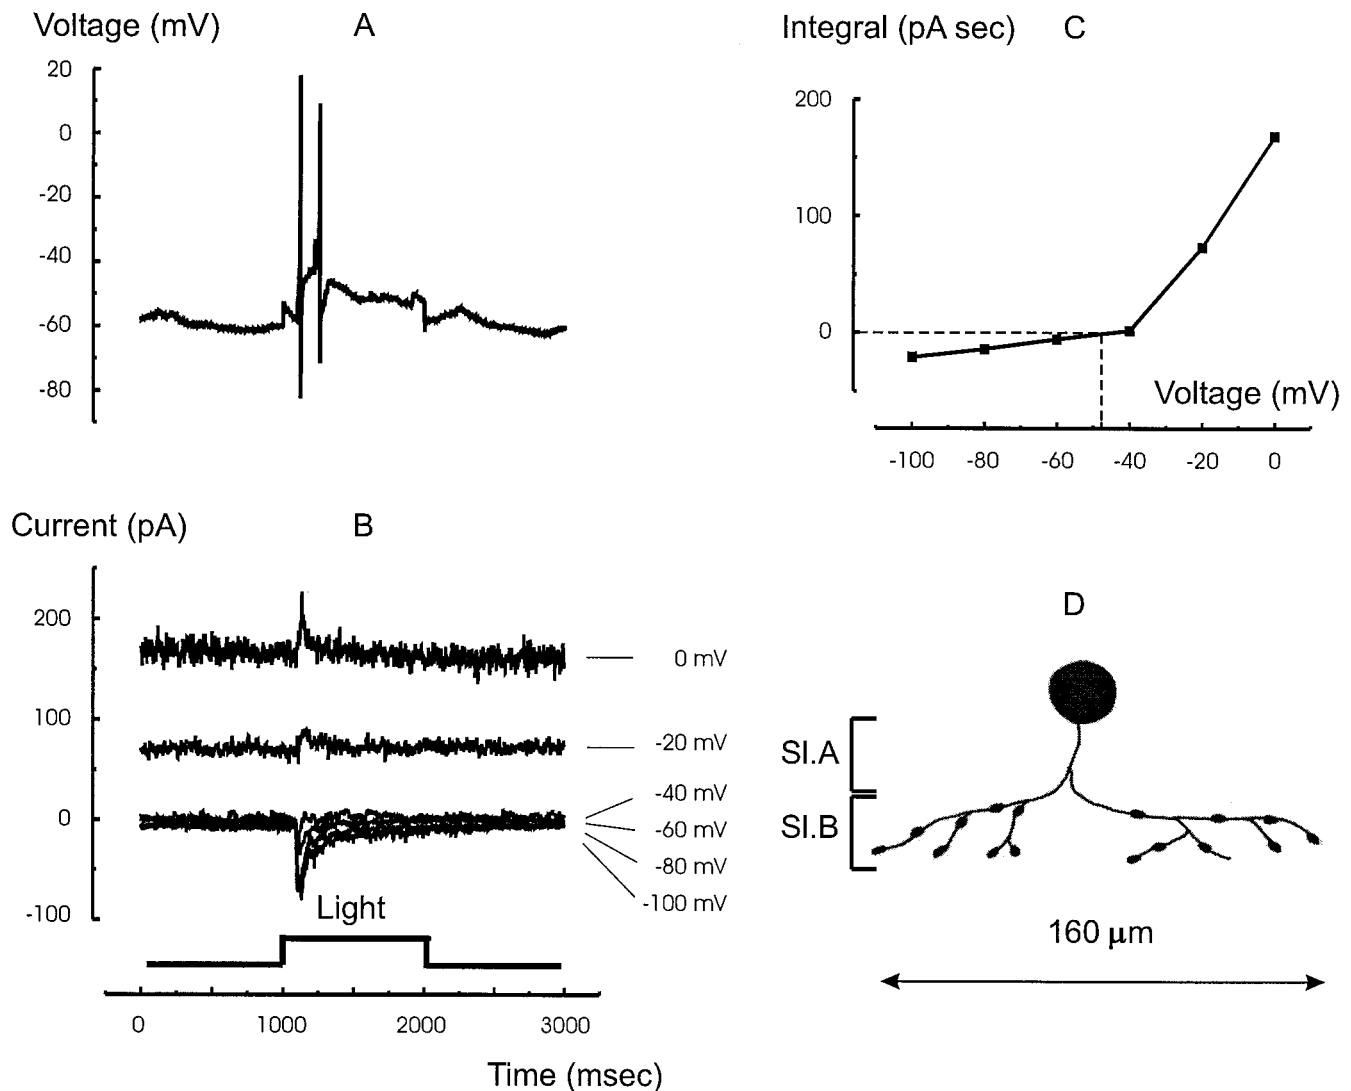 Voltage (mV) A
20
0
-20
-40
-60
-80
Integral (pA sec) C
200
100
0
Voltage (mV)
-100 -80 -60 -40 -20 0
Current (pA) B
200
100
0
-100
0 mV
-20 mV
-40 mV
-60 mV
-80 mV
-100 mV
Light
0 1000 2000 3000
Time (msec)
D
Sl.A
Sl.B
160 μm